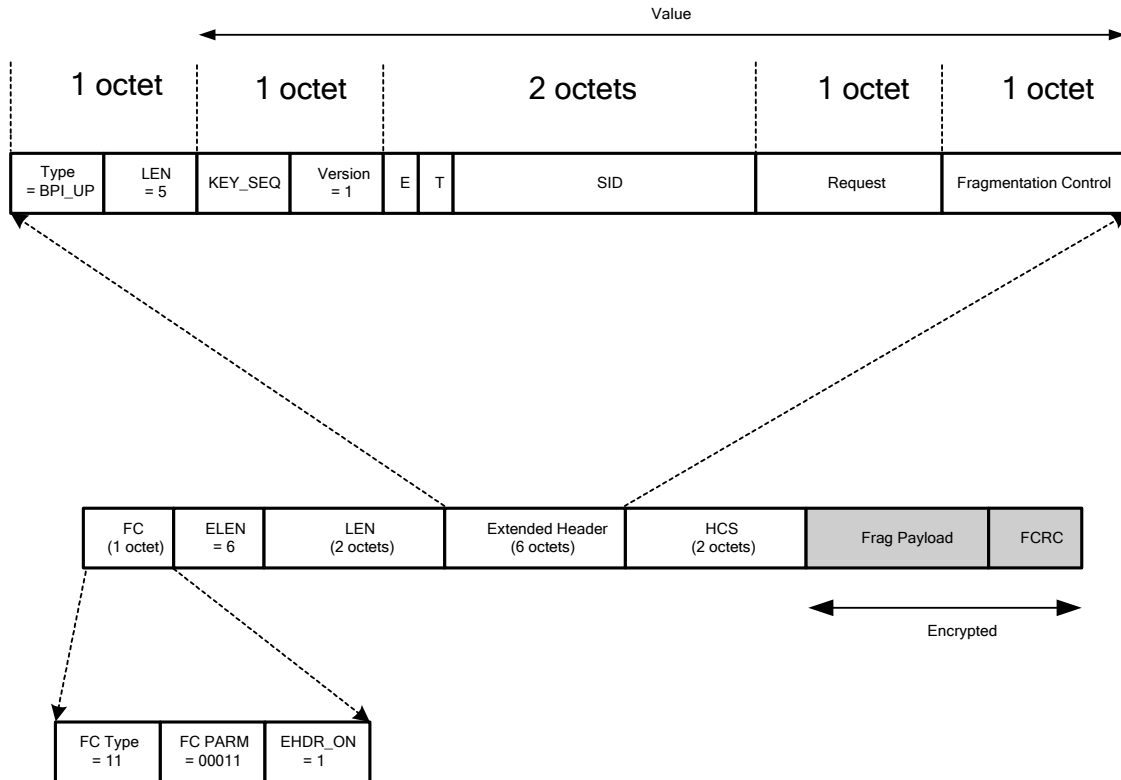 Value
1 octet
1 octet
2 octets
1 octet
1 octet
Type
= BPI_UP
LEN
= 5
KEY_SEQ
Version
= 1
E
T
SID
Request
Fragmentation Control
FC
(1 octet)
ELEN
= 6
LEN
(2 octets)
Extended Header
(6 octets)
HCS
(2 octets)
Frag Payload
FCRC
Encrypted
FC Type
= 11
FC PARM
= 00011
EHDR_ON
= 1